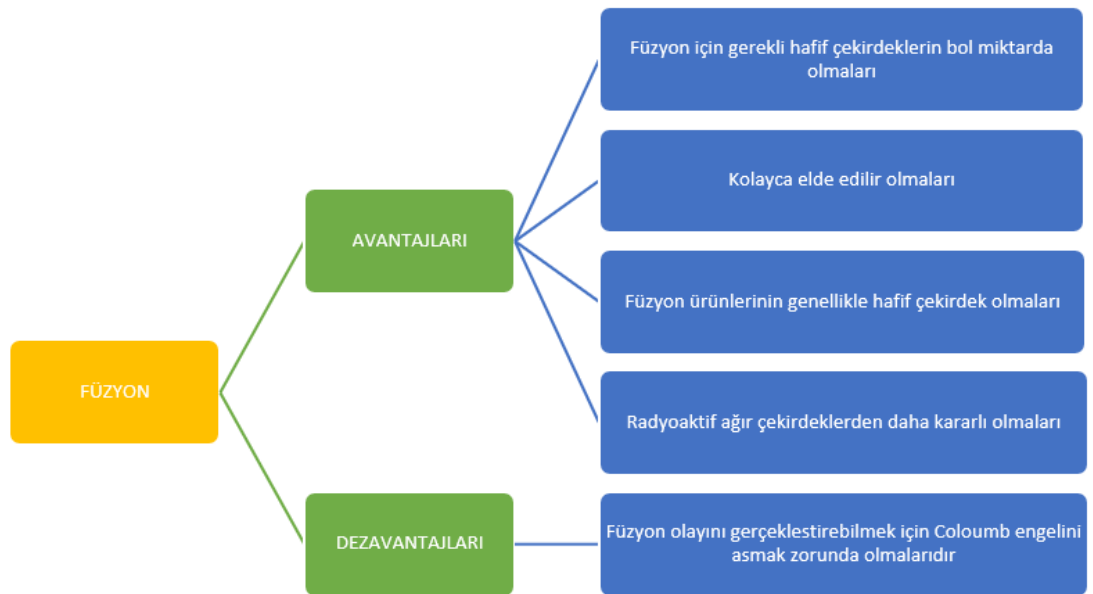 FÜZYON
AVANTAJLARI
Füzyon için gerekli hafif çekirdeklerin bol miktarda
olmaları
Kolayca elde edilir olmaları
Füzyon ürünlerinin genellikle hafif çekirdek olmaları
Radyoaktif ağır çekirdeklerden daha kararlı olmaları
DEZAVANTAJLARI
Füzyon olayını gerçeklestirebilmek için Coloumb engelini
asmak zorunda olmalarıdır